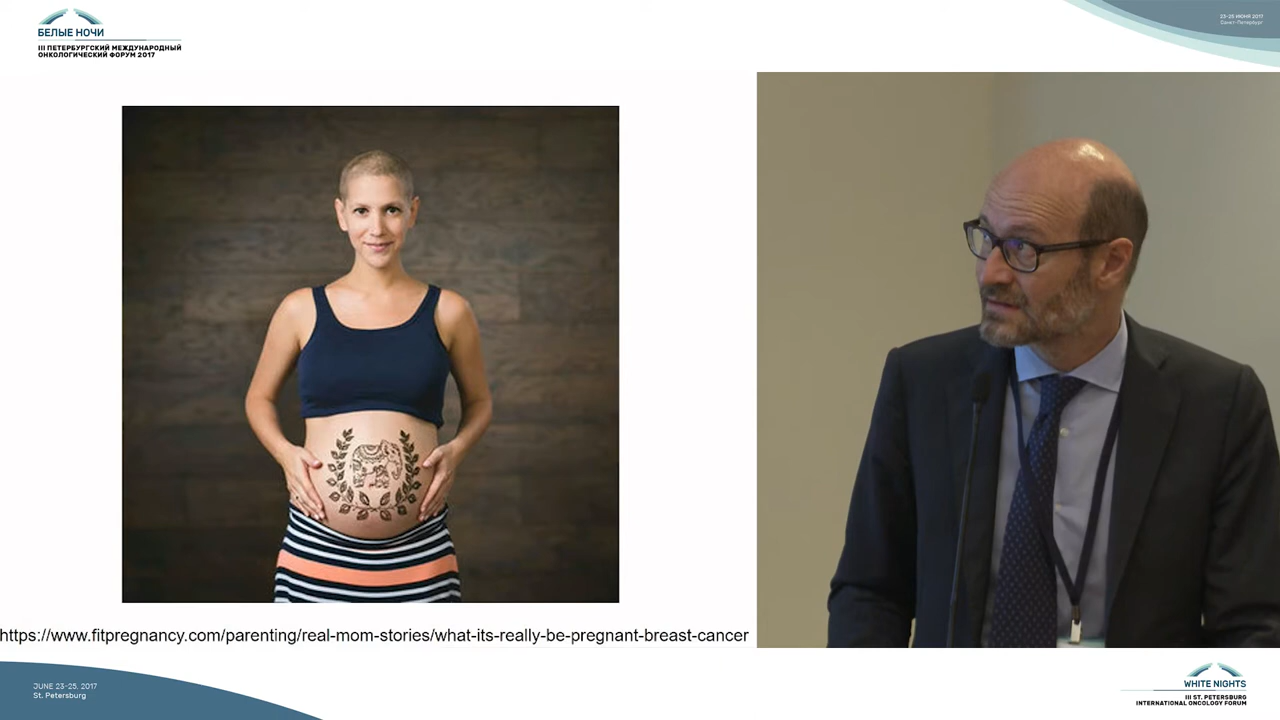 БЕЛЫЕ НОЧИ
III ПЕТЕРБУРГСКИЙ МЕЖДУНАРОДНЫЙ
ОНКОЛОГИЧЕСКИЙ ФОРУМ 2017
23-25 ИЮНЯ 2017
Санкт-Петербург
https://www.fitpregnancy.com/parenting/real-mom-stories/what-its-really-be-pregnant-breast-cancer
JUNE 23-25, 2017
St. Petersburg
WHITE NIGHTS
III ST. PETERSBURG
INTERNATIONAL ONCOLOGY FORUM